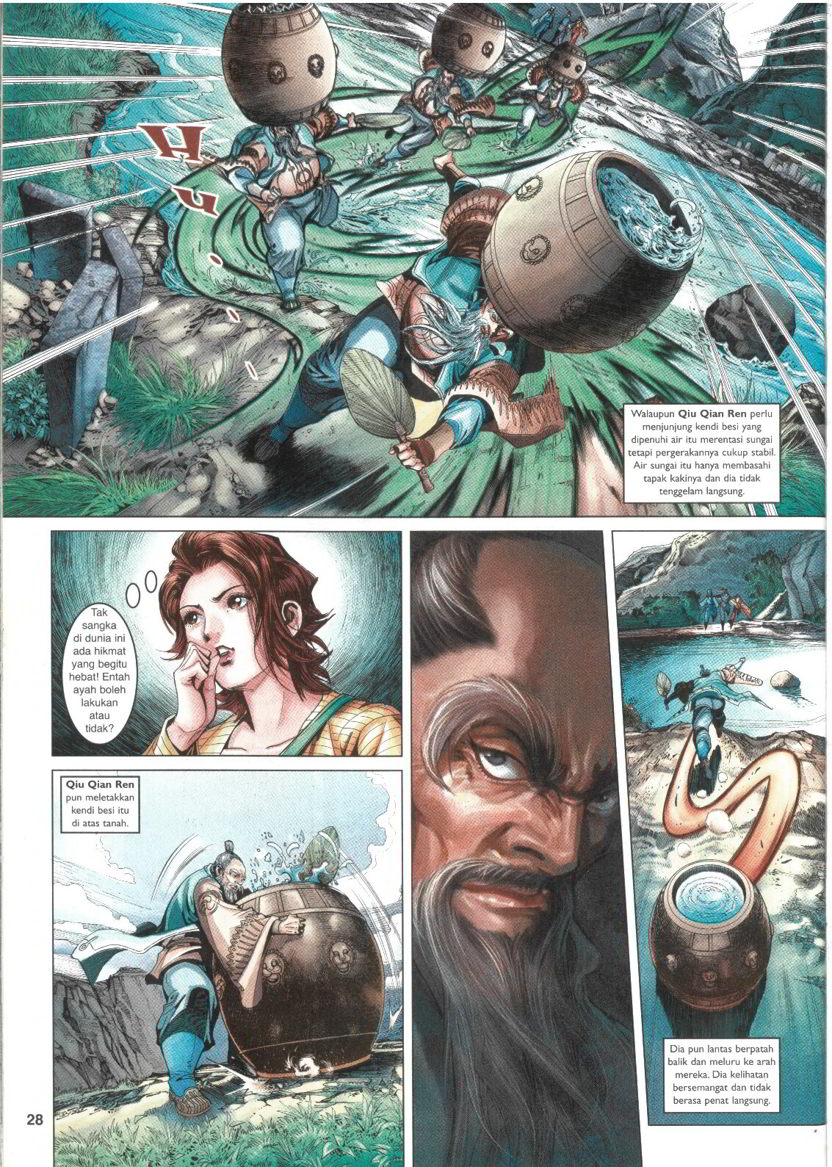 Hu
Walaupun Qiu Qian Ren perlu
menjunjung kendi besi yang
dipenuhi air itu merentasi sungai
tetapi pergerakannya cukup stabil.
Air sungai itu hanya membasahi
tapak kakinya dan dia tidak
tenggelam langsung.
Tak
sangka
di dunia ini
ada hikmat
yang begitu
hebat! Entah
ayah boleh
lakukan
atau
tidak?
Qiu Qian Ren
pun meletakkan
kendi besi itu
di atas tanah.
Dia pun lantas berpatah
balik dan meluru ke arah
mereka. Dia kelihatan
bersemangat dan tidak
berasa penat langsung.
28